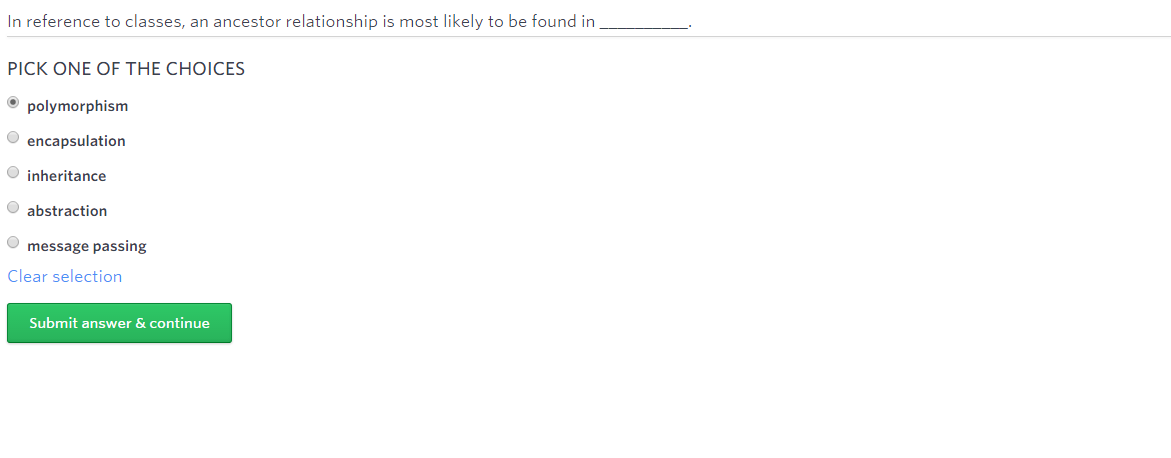 In reference to classes, an ancestor relationship is most likely to be found in __________.
PICK ONE OF THE CHOICES
polymorphism
encapsulation
inheritance
abstraction
message passing
Clear selection
Submit answer & continue